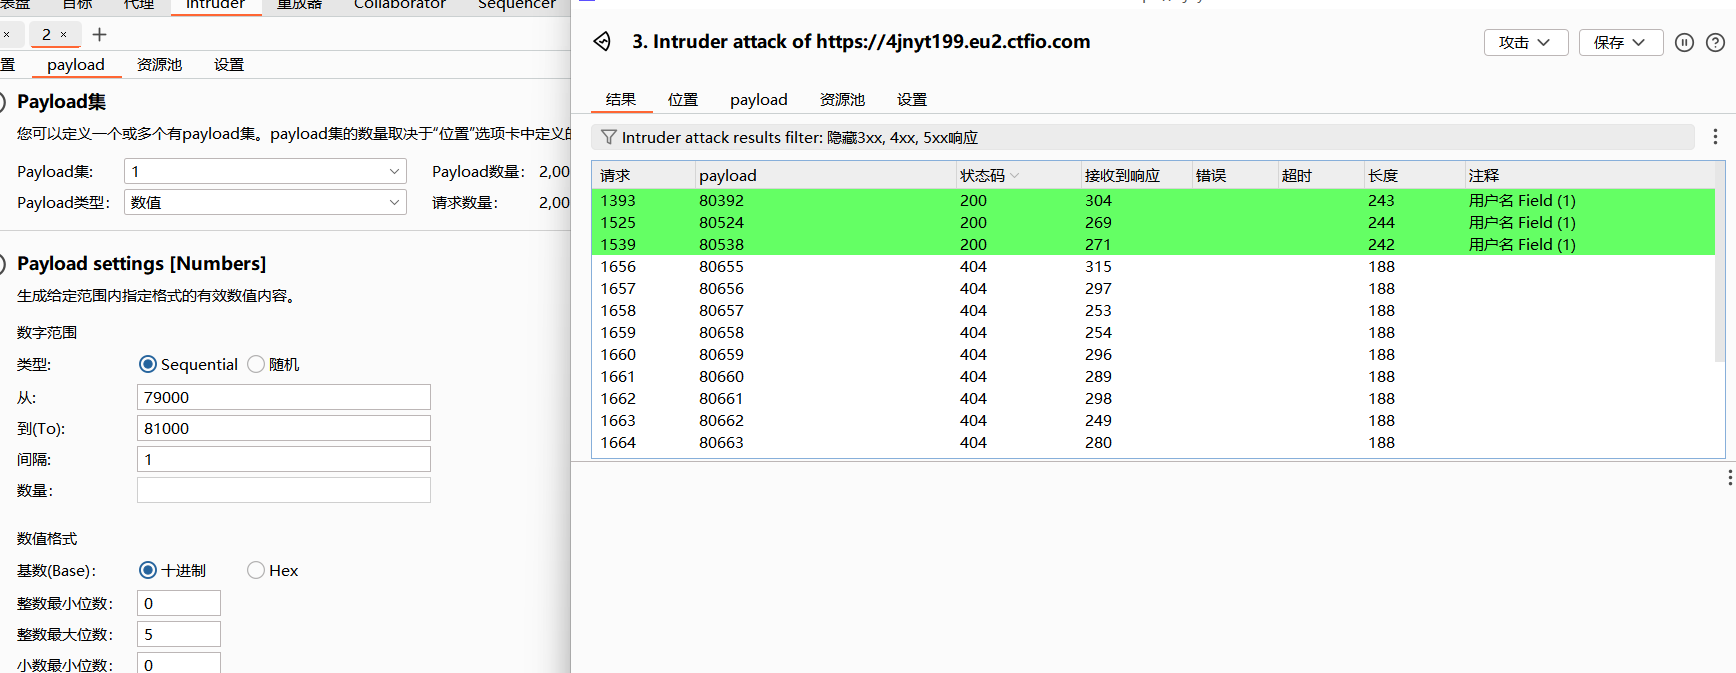 装盘 目标 代理 Intruder 重放器 Collaborator Sequencer
× 2 × +
置 payload 资源池 设置
Payload集
您可以定义一个或多个有payload集。payload集的数量取决于“位置”选项卡中定义的
Payload集: 1 Payload数量: 2,00
Payload类型: 数值 请求数量: 2,00
Payload settings [Numbers]
生成给定范围内指定格式的有效数值内容。
数字范围
类型: Sequential 随机
从: 79000
到(To): 81000
间隔: 1
数量:
数值格式
基数(Base): 十进制 Hex
整数最小位数: 0
整数最大位数: 5
小数最小位数: 0
3. Intruder attack of https://4jnyt199.eu2.ctfio.com
攻击 保存
结果 位置 payload 资源池 设置
Intruder attack results filter: 隐藏3xx, 4xx, 5xx响应
请求 payload 状态码 接收到响应 错误 超时 长度 注释
1393 80392 200 304 243 用户名 Field (1)
1525 80524 200 269 244 用户名 Field (1)
1539 80538 200 271 242 用户名 Field (1)
1656 80655 404 315 188
1657 80656 404 297 188
1658 80657 404 253 188
1659 80658 404 254 188
1660 80659 404 296 188
1661 80660 404 289 188
1662 80661 404 298 188
1663 80662 404 249 188
1664 80663 404 280 188